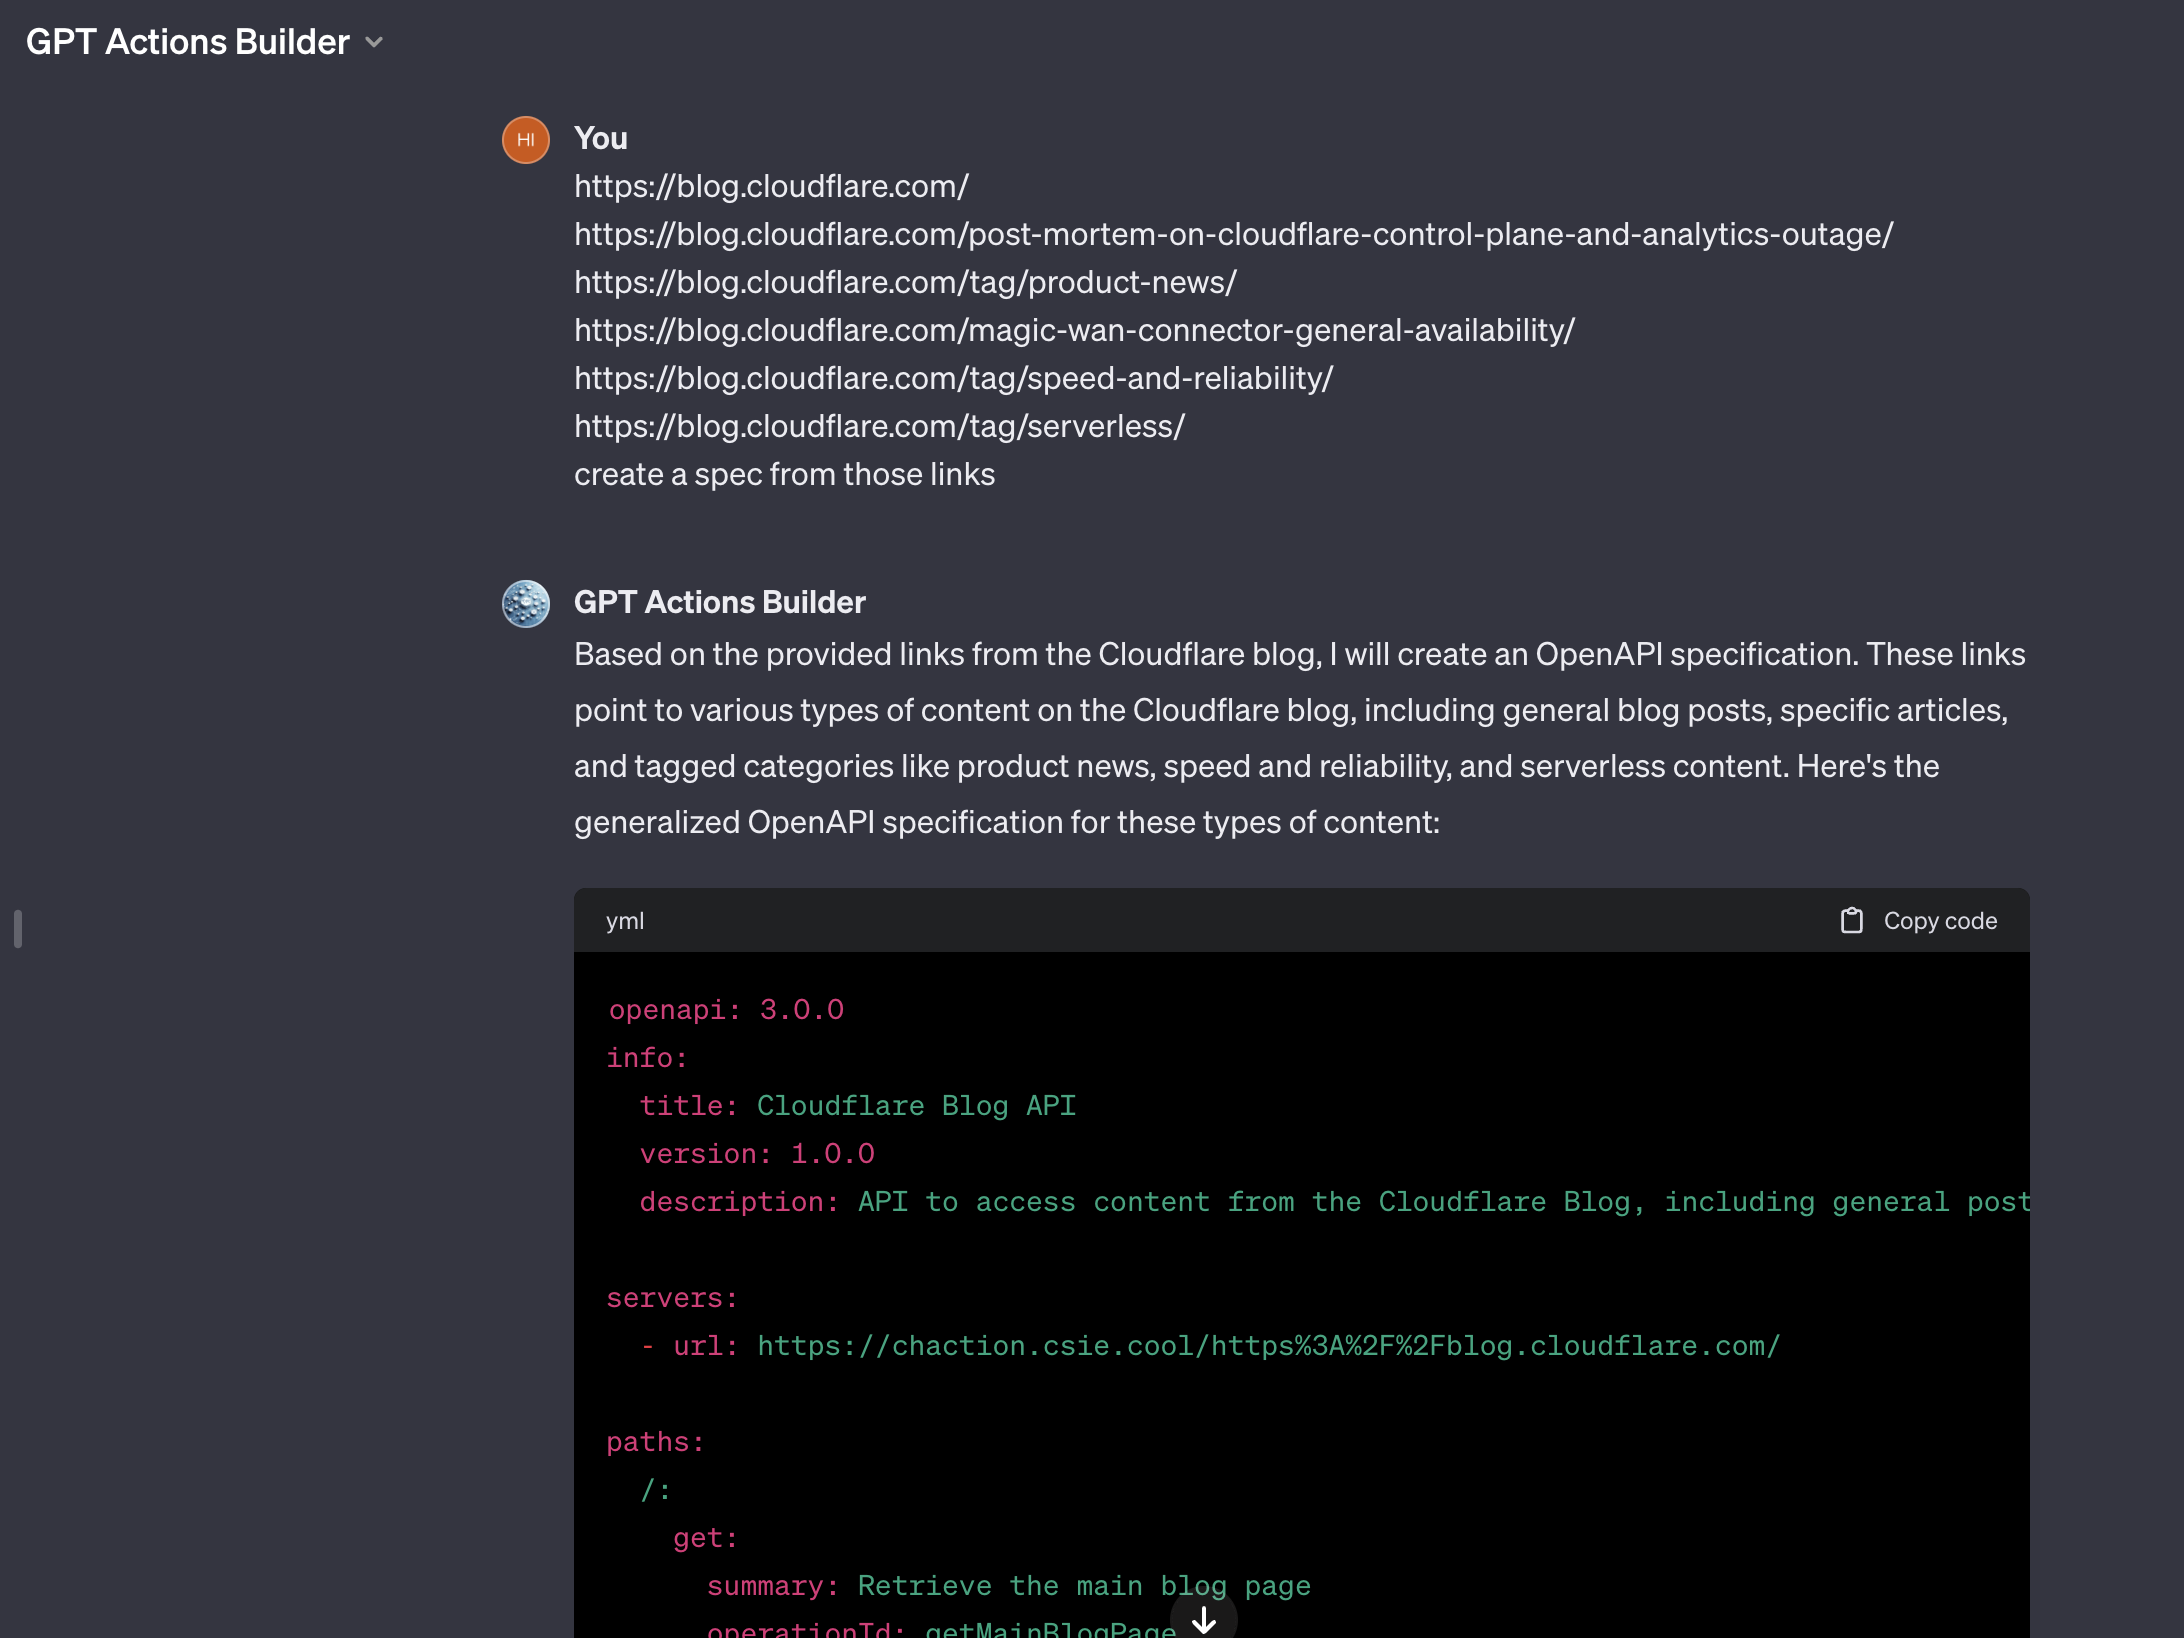 GPT Actions Builder
HI
You
https://blog.cloudflare.com/
https://blog.cloudflare.com/post-mortem-on-cloudflare-control-plane-and-analytics-outage/
https://blog.cloudflare.com/tag/product-news/
https://blog.cloudflare.com/magic-wan-connector-general-availability/
https://blog.cloudflare.com/tag/speed-and-reliability/
https://blog.cloudflare.com/tag/serverless/
create a spec from those links
GPT Actions Builder
Based on the provided links from the Cloudflare blog, I will create an OpenAPI specification. These links
point to various types of content on the Cloudflare blog, including general blog posts, specific articles,
and tagged categories like product news, speed and reliability, and serverless content. Here's the
generalized OpenAPI specification for these types of content:
yml
Copy code
openapi: 3.0.0
info:
  title: Cloudflare Blog API
  version: 1.0.0
  description: API to access content from the Cloudflare Blog, including general post
servers:
  - url: https://chaction.csie.cool/https%3A%2F%2Fblog.cloudflare.com/
paths:
  /:
    get:
      summary: Retrieve the main blog page
      operationId: getMainBlogPage